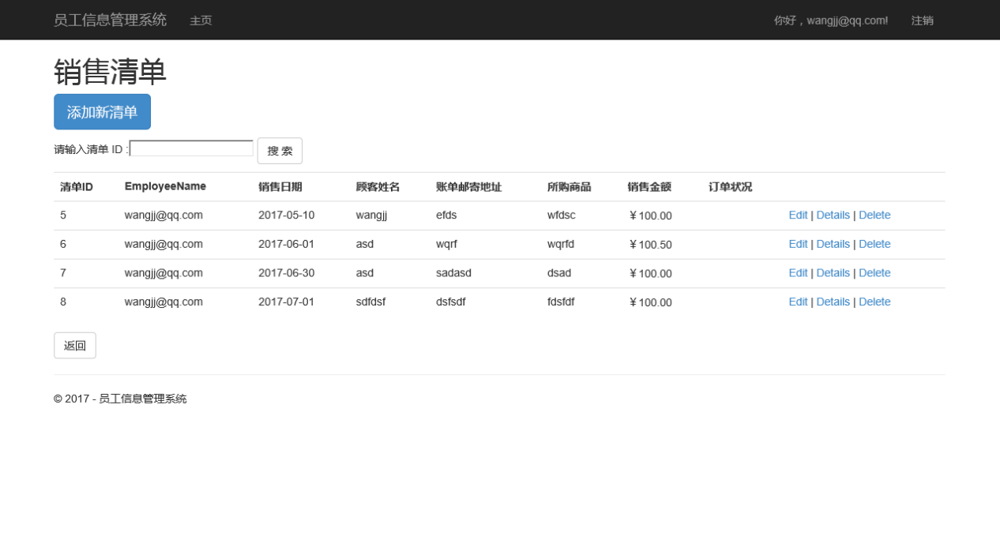 员工信息管理系统 主页 你好，wangjj@qq.com! 注销
销售清单
添加新清单
请输入清单 ID : 搜 索
清单ID EmployeeName 销售日期 顾客姓名 账单邮寄地址 所购商品 销售金额 订单状况
5 wangjj@qq.com 2017-05-10 wangjj efds wfdsc ￥100.00 Edit | Details | Delete
6 wangjj@qq.com 2017-06-01 asd wqrf wqrfd ￥100.50 Edit | Details | Delete
7 wangjj@qq.com 2017-06-30 asd sadasd dsad ￥100.00 Edit | Details | Delete
8 wangjj@qq.com 2017-07-01 sdfdsf dsfsdf fdsfdf ￥100.00 Edit | Details | Delete
返回
© 2017 - 员工信息管理系统